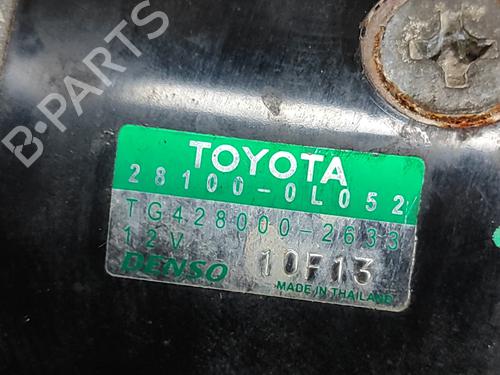 B-PARTS
TOYOTA
28100-0L052
TG428000-2633
12V
DENSO 10F13
MADE IN THAILAND